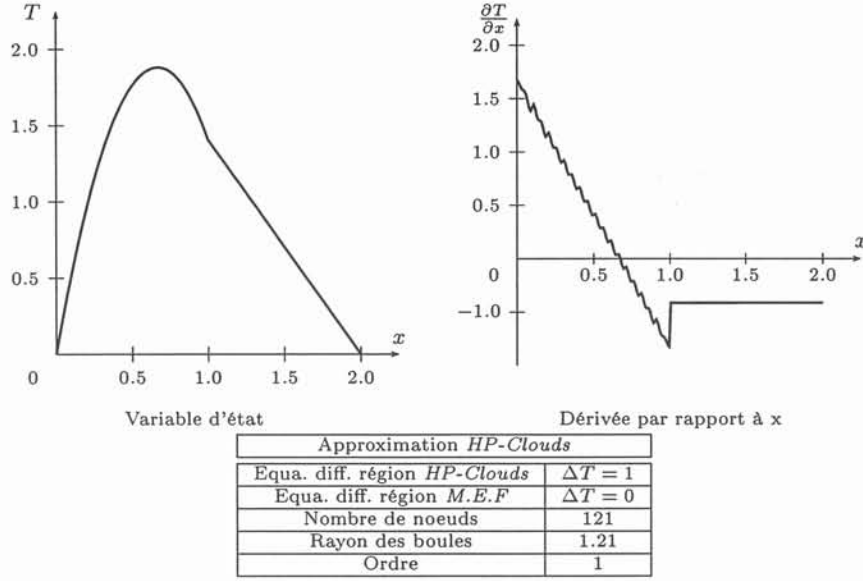 T
2.0
1.5
1.0
0.5
0
0.5
1.0
1.5
2.0
x
Variable d'état
∂T
∂x
2.0
1.5
1.0
0.5
0
−1.0
0.5
1.0
1.5
2.0
x
Dérivée par rapport à x
Approximation HP-Clouds
Equa. diff. région HP-Clouds ΔT = 1
Equa. diff. région M.E.F ΔT = 0
Nombre de noeuds 121
Rayon des boules 1.21
Ordre 1